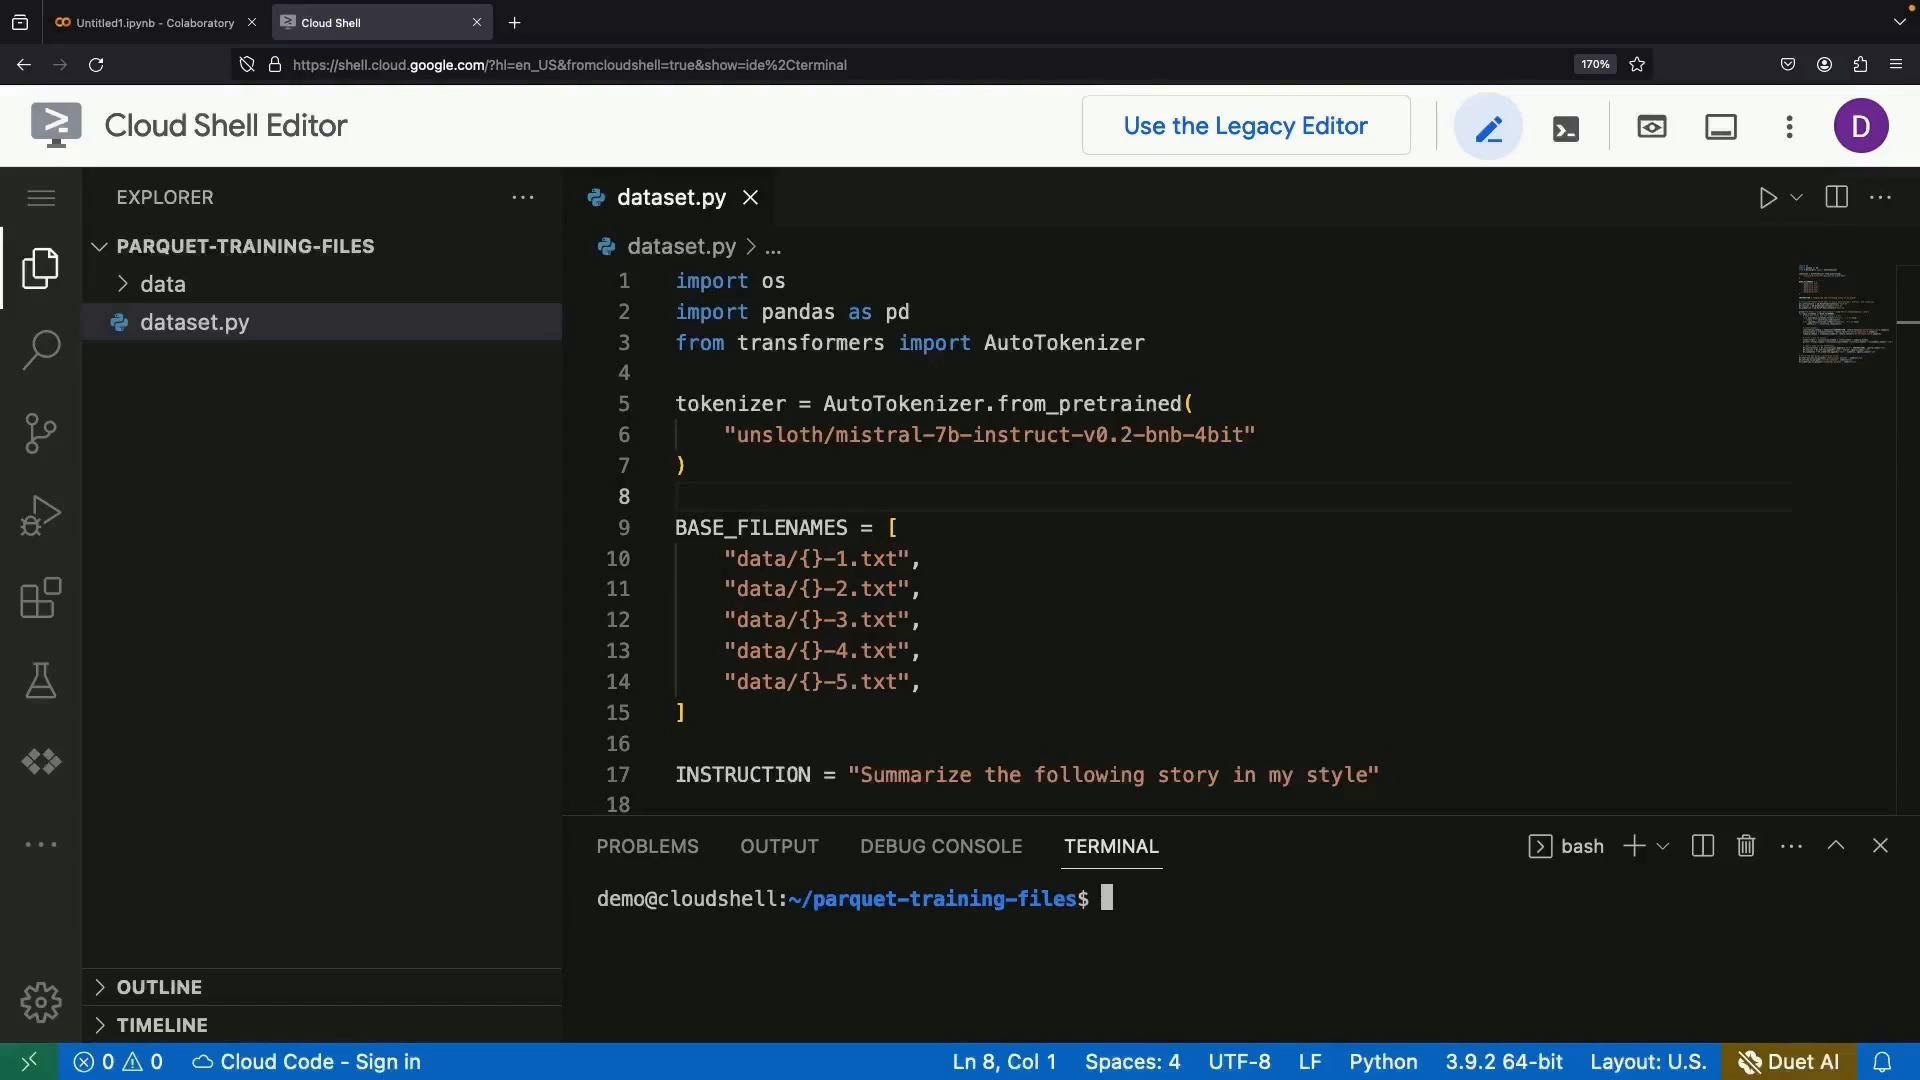 Untitled1.ipynb - Colaboratory
Cloud Shell
https://shell.cloud.google.com/?hl=en_US&fromcloudshell=true&show=ide%2Cterminal
170%
Cloud Shell Editor
Use the Legacy Editor
D
EXPLORER
PARQUET-TRAINING-FILES
data
dataset.py
OUTLINE
TIMELINE
dataset.py
dataset.py > ...
1 import os
2 import pandas as pd
3 from transformers import AutoTokenizer
4
5 tokenizer = AutoTokenizer.from_pretrained(
6 "unsloth/mistral-7b-instruct-v0.2-bnb-4bit"
7 )
8
9 BASE_FILENAMES = [
10 "data/{}-1.txt",
11 "data/{}-2.txt",
12 "data/{}-3.txt",
13 "data/{}-4.txt",
14 "data/{}-5.txt",
15 ]
16
17 INSTRUCTION = "Summarize the following story in my style"
18
PROBLEMS OUTPUT DEBUG CONSOLE TERMINAL
bash
demo@cloudshell:~/parquet-training-files$
0 0 Cloud Code - Sign in
Ln 8, Col 1 Spaces: 4 UTF-8 LF Python 3.9.2 64-bit Layout: U.S. Duet AI